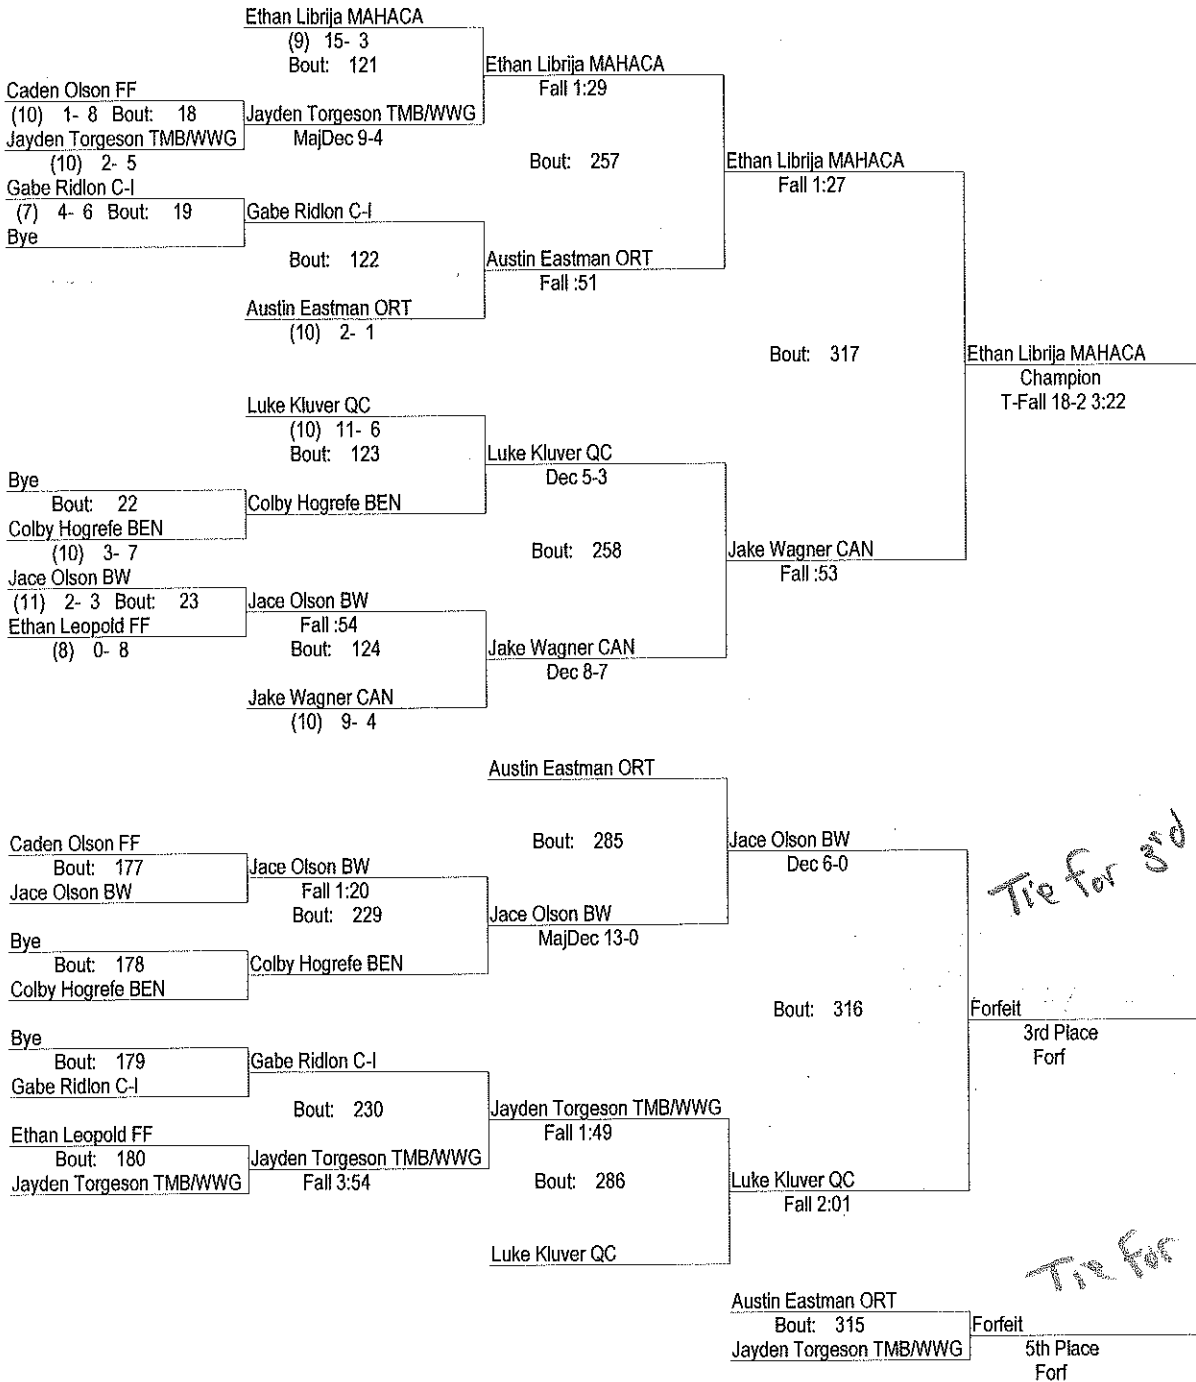 Ethan Librija MAHACA
(9) 15- 3
Bout: 121
Ethan Librija MAHACA
Fall 1:29
Caden Olson FF
(10) 1- 8 Bout: 18
Jayden Torgeson TMB/WWG
(10) 2- 5
Jayden Torgeson TMB/WWG
MajDec 9-4
Bout: 257
Ethan Librija MAHACA
Fall 1:27
Gabe Ridlon C-I
(7) 4- 6 Bout: 19
Bye
Gabe Ridlon C-I
Bout: 122
Austin Eastman ORT
Fall :51
Austin Eastman ORT
(10) 2- 1
Bout: 317
Ethan Librija MAHACA
Champion
T-Fall 18-2 3:22
Luke Kluver QC
(10) 11- 6
Bout: 123
Luke Kluver QC
Dec 5-3
Bye
Bout: 22
Colby Hogrefe BEN
(10) 3- 7
Colby Hogrefe BEN
Bout: 258
Jake Wagner CAN
Fall :53
Jace Olson BW
(11) 2- 3 Bout: 23
Ethan Leopold FF
(8) 0- 8
Jace Olson BW
Fall :54
Bout: 124
Jake Wagner CAN
Dec 8-7
Jake Wagner CAN
(10) 9- 4
Austin Eastman ORT
Bout: 285
Jace Olson BW
Dec 6-0
Tie for 3rd
Caden Olson FF
Bout: 177
Jace Olson BW
Jace Olson BW
Fall 1:20
Bout: 229
Jace Olson BW
MajDec 13-0
Bye
Bout: 178
Colby Hogrefe BEN
Colby Hogrefe BEN
Bout: 316
Forfeit
3rd Place
Forf
Bye
Bout: 179
Gabe Ridlon C-I
Gabe Ridlon C-I
Bout: 230
Jayden Torgeson TMB/WWG
Fall 1:49
Ethan Leopold FF
Bout: 180
Jayden Torgeson TMB/WWG
Jayden Torgeson TMB/WWG
Fall 3:54
Bout: 286
Luke Kluver QC
Fall 2:01
Luke Kluver QC
Tie for
Austin Eastman ORT
Bout: 315
Jayden Torgeson TMB/WWG
Forfeit
5th Place
Forf